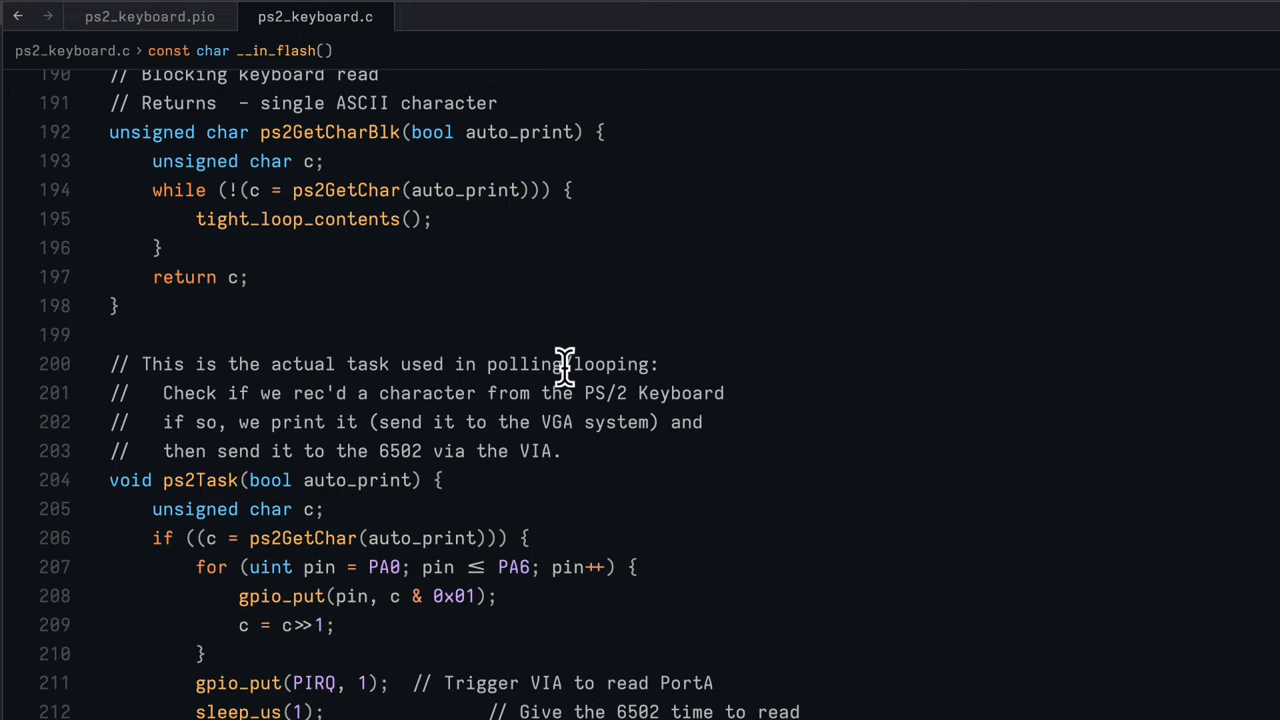 ← → ps2_keyboard.pio ps2_keyboard.c
ps2_keyboard.c › const char __in_flash()
190 // Blocking keyboard read
191 // Returns - single ASCII character
192 unsigned char ps2GetCharBlk(bool auto_print) {
193 unsigned char c;
194 while (!(c = ps2GetChar(auto_print))) {
195 tight_loop_contents();
196 }
197 return c;
198 }
199
200 // This is the actual task used in polling/looping:
201 // Check if we rec'd a character from the PS/2 Keyboard
202 // if so, we print it (send it to the VGA system) and
203 // then send it to the 6502 via the VIA.
204 void ps2Task(bool auto_print) {
205 unsigned char c;
206 if ((c = ps2GetChar(auto_print))) {
207 for (uint pin = PA0; pin ≤ PA6; pin++) {
208 gpio_put(pin, c & 0x01);
209 c = c>>1;
210 }
211 gpio_put(PIRQ, 1); // Trigger VIA to read PortA
212 sleep_us(1); // Give the 6502 time to read